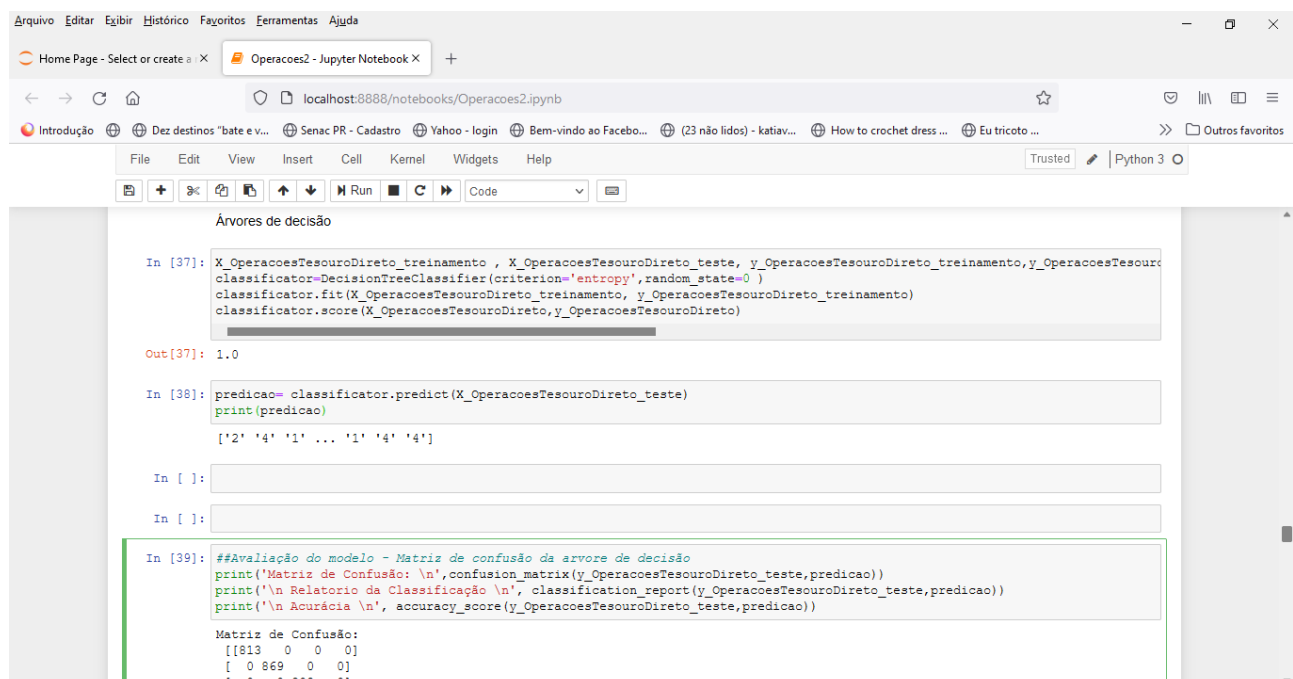 Arquivo Editar Exibir Histórico Favoritos Ferramentas Ajuda
Home Page - Select or create a
Operacoes2 - Jupyter Notebook
localhost:8888/notebooks/Operacoes2.ipynb
Introdução Dez destinos "bate e v... Senac PR - Cadastro Yahoo - login Bem-vindo ao Facebo... (23 não lidos) - katiav... How to crochet dress ... Eu tricoto ... Outros favoritos
File Edit View Insert Cell Kernel Widgets Help Trusted Python 3
Run Code
Árvores de decisão
In [37]: X_OperacoesTesouroDireto_treinamento , X_OperacoesTesouroDireto_teste, y_OperacoesTesouroDireto_treinamento,y_OperacoesTesouro
classificator=DecisionTreeClassifier(criterion='entropy',random_state=0 )
classificator.fit(X_OperacoesTesouroDireto_treinamento, y_OperacoesTesouroDireto_treinamento)
classificator.score(X_OperacoesTesouroDireto,y_OperacoesTesouroDireto)
Out[37]: 1.0
In [38]: predicao= classificator.predict(X_OperacoesTesouroDireto_teste)
print(predicao)
['2' '4' '1' ... '1' '4' '4']
In [ ]:
In [ ]:
In [39]: ##Avaliação do modelo - Matriz de confusão da arvore de decisão
print('Matriz de Confusão: \n',confusion_matrix(y_OperacoesTesouroDireto_teste,predicao))
print('\n Relatorio da Classificação \n', classification_report(y_OperacoesTesouroDireto_teste,predicao))
print('\n Acurácia \n', accuracy_score(y_OperacoesTesouroDireto_teste,predicao))
Matriz de Confusão:
[[813 0 0 0]
[ 0 869 0 0]